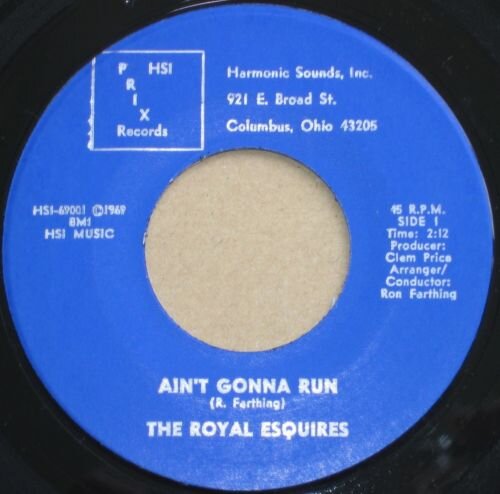 P HSI
R
I
X
Records
Harmonic Sounds, Inc.
921 E. Broad St.
Columbus, Ohio 43205
HSI-69001 ©1969
BMI
HSI MUSIC
45 R.P.M.
SIDE 1
Time: 2:12
Producer:
Clem Price
Arranger/
Conductor:
Ron Farthing
AIN'T GONNA RUN
(R. Farthing)
THE ROYAL ESQUIRES